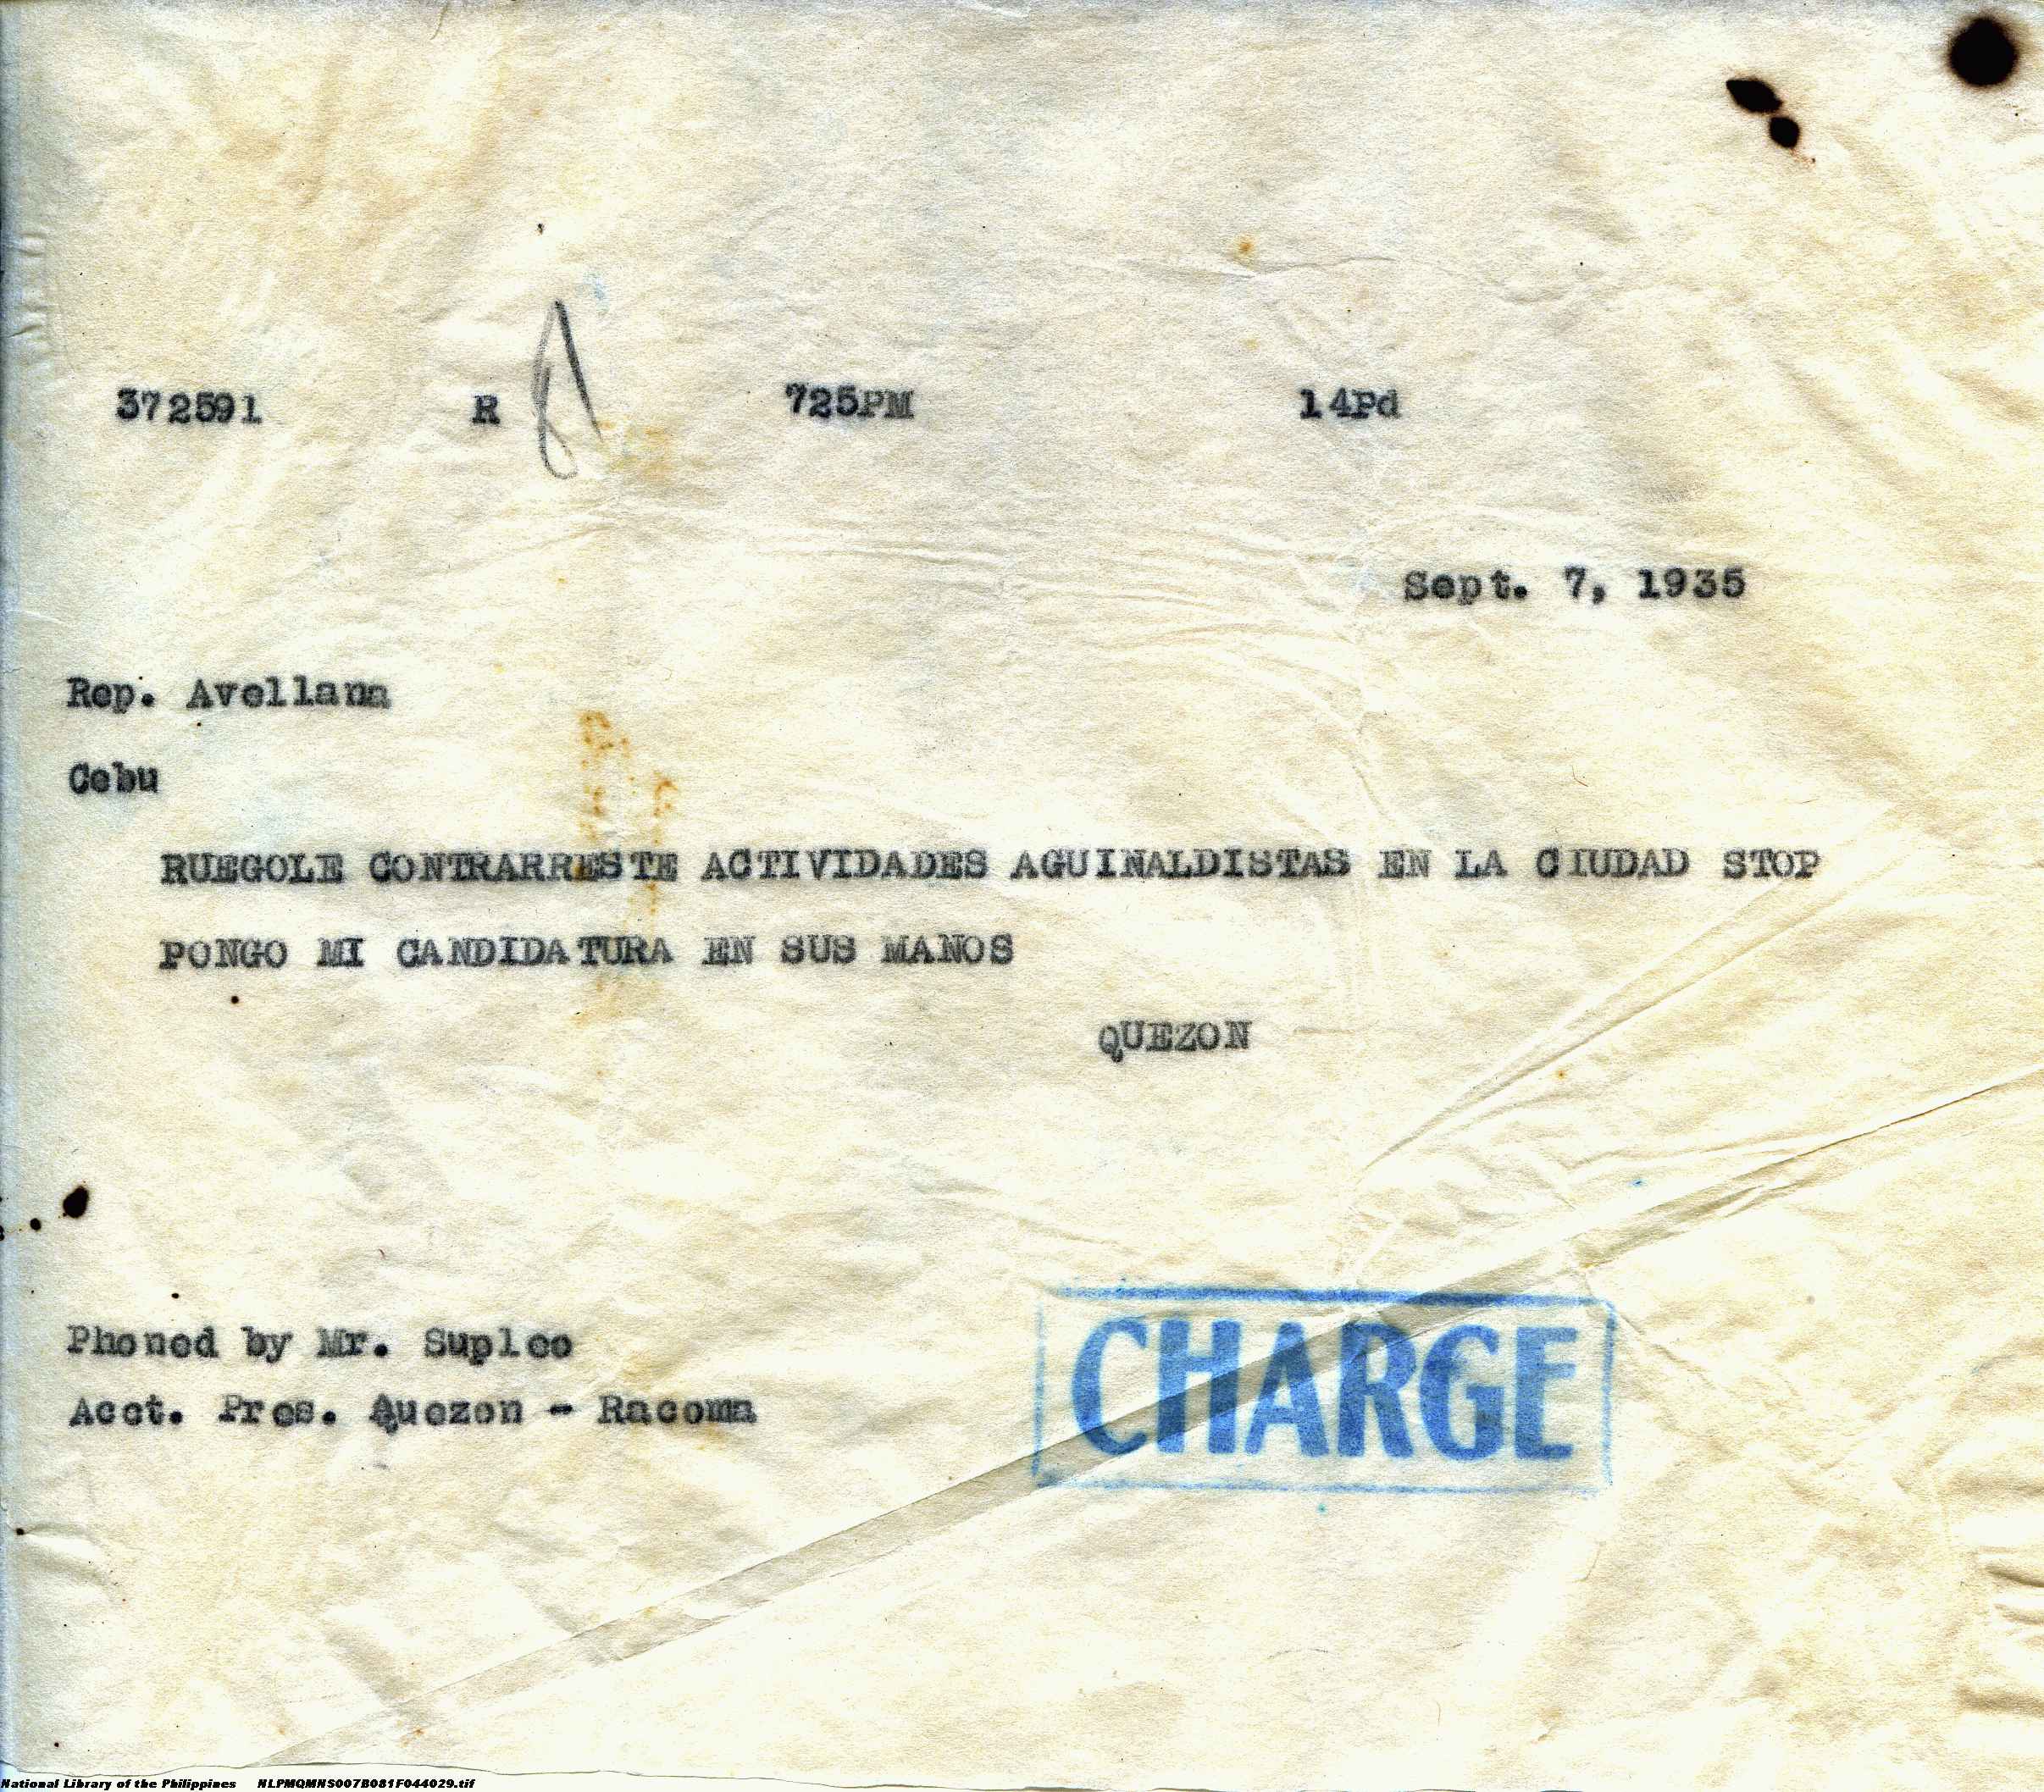 372591 R 725PM 14Pd
Sept. 7, 1935
Rep. Avellana
Cebu
RUEGOLE CONTRARRESTE ACTIVIDADES AGUINALDISTAS EN LA CIUDAD STOP
PONGO MI CANDIDATURA EN SUS MANOS
QUEZON
Phoned by Mr. Supleo
Acct. Pres. Quezon - Racoma
CHARGE
National Library of the Philippines NLPMQMNS007B081F044029.tif